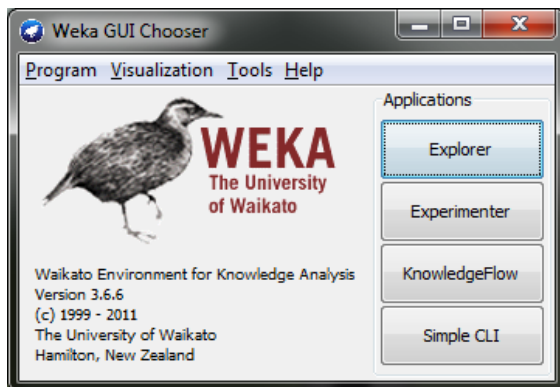 Weka GUI Chooser
Program Visualization Tools Help
WEKA
The University
of Waikato
Waikato Environment for Knowledge Analysis
Version 3.6.6
(c) 1999 - 2011
The University of Waikato
Hamilton, New Zealand
Applications
Explorer
Experimenter
KnowledgeFlow
Simple CLI